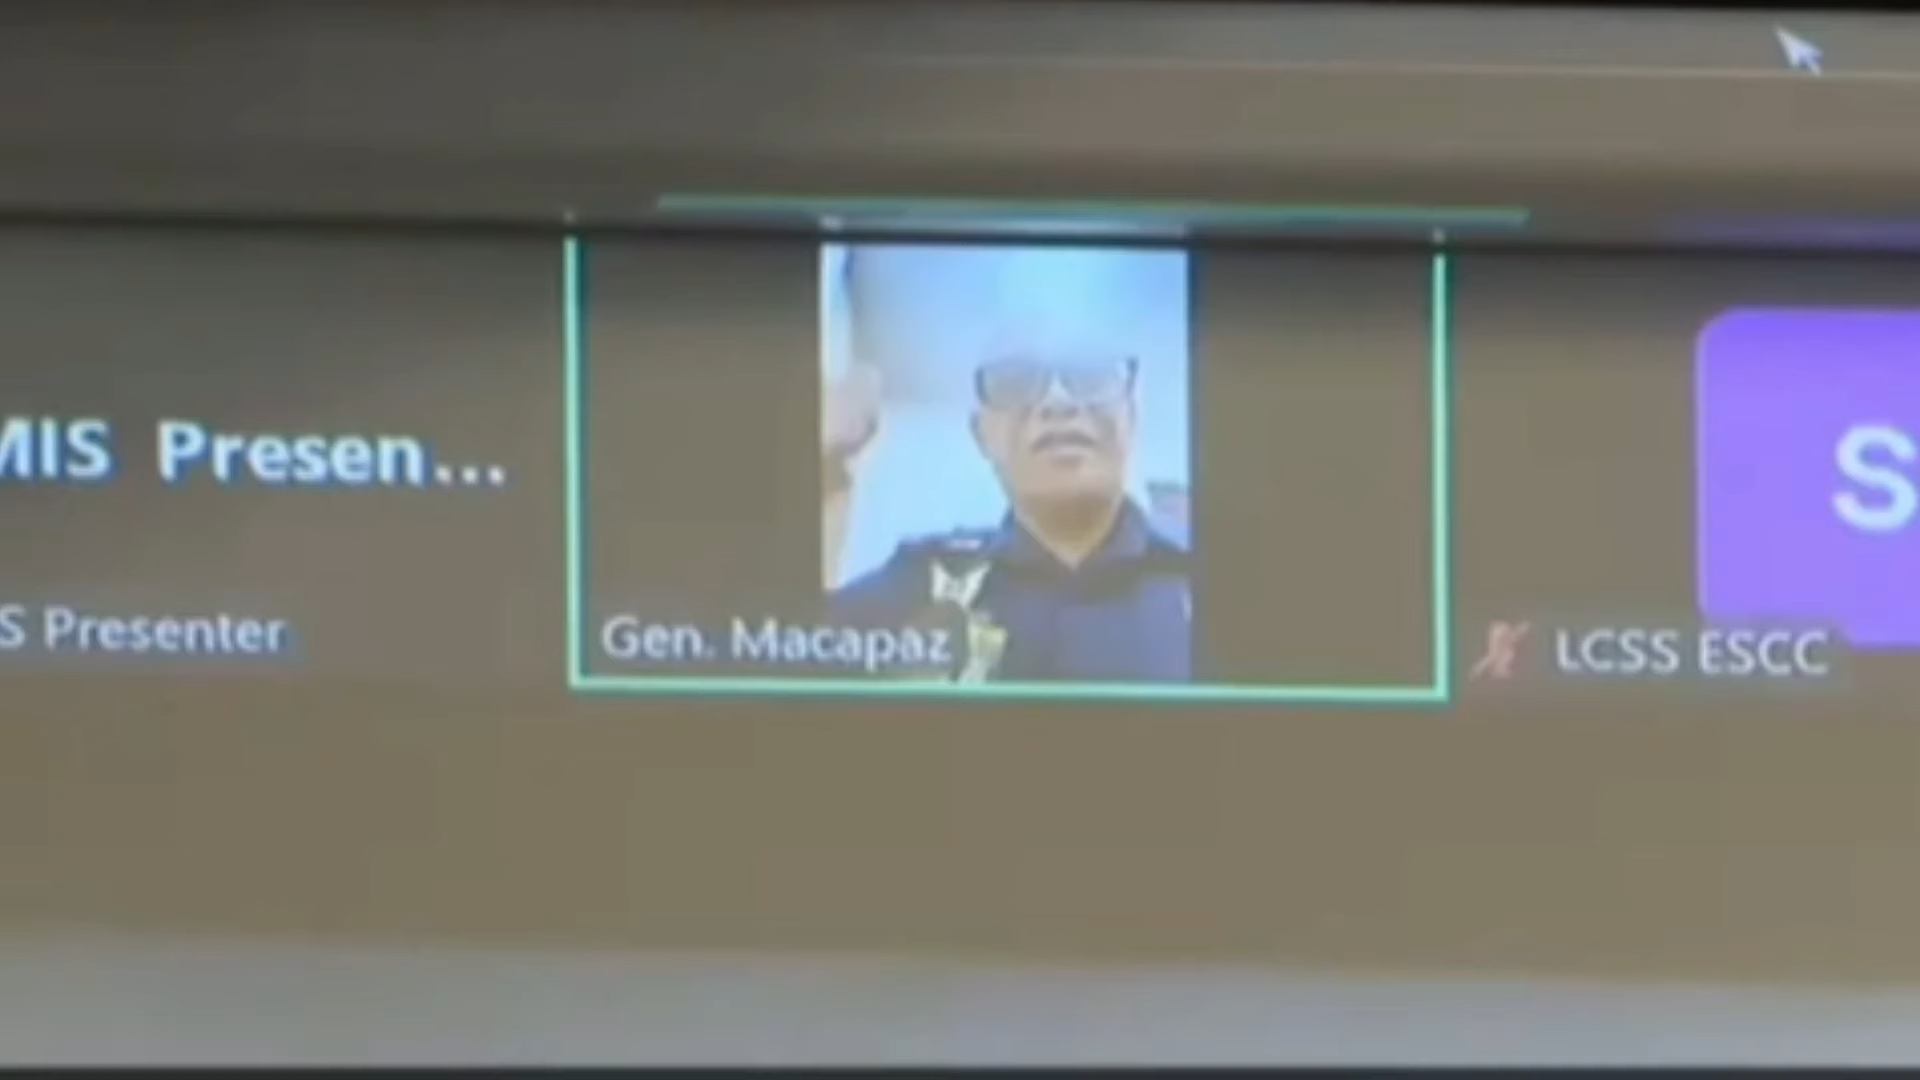 MIS Presen...
S Presenter
Gen. Macapaz
LCSS ESCC
S